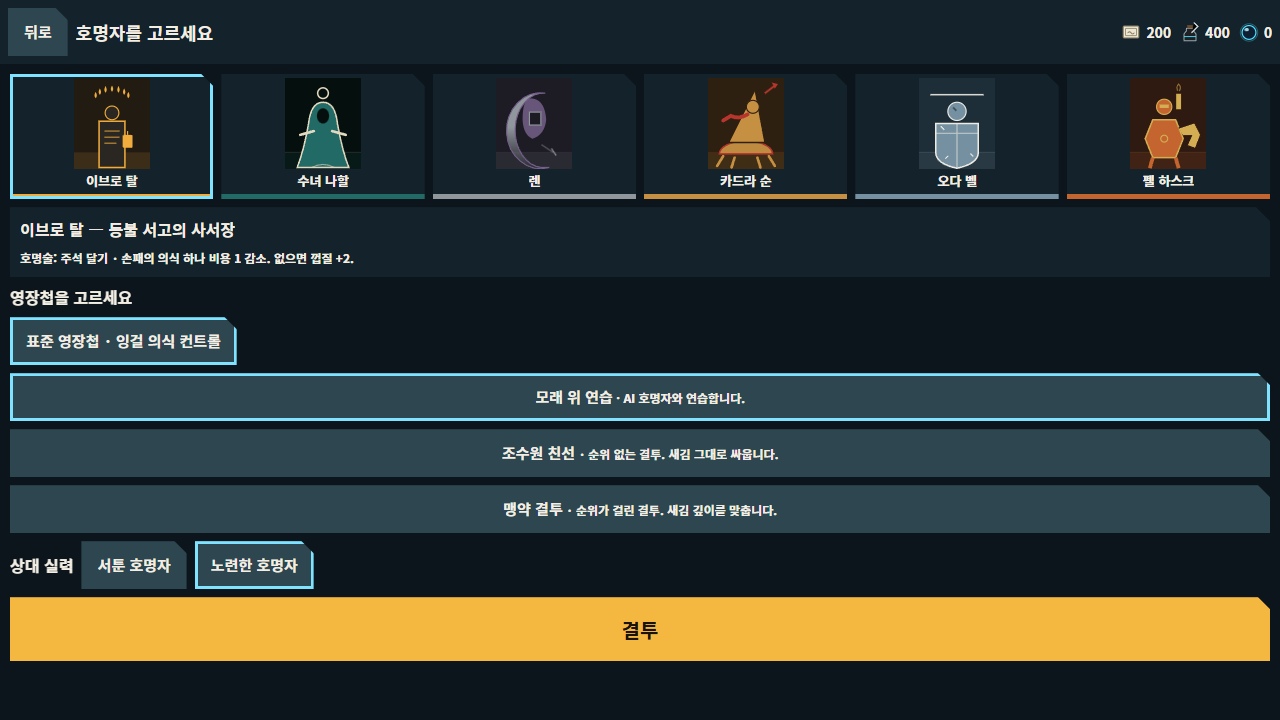 뒤로
호명자를 고르세요
200
400
0
이브로 탈
수녀 나할
렌
카드라 순
오다 벨
펠 하스크
이브로 탈 — 등불 서고의 사서장
호명술: 주석 달기 · 손패의 의식 하나 비용 1 감소. 없으면 껍질 +2.
영장첩을 고르세요
표준 영장첩 · 잉걸 의식 컨트롤
모래 위 연습 · AI 호명자와 연습합니다.
조수원 친선 · 순위 없는 결투. 새김 그대로 싸웁니다.
맹약 결투 · 순위가 걸린 결투. 새김 깊이를 맞춥니다.
상대 실력
서툰 호명자
노련한 호명자
결투